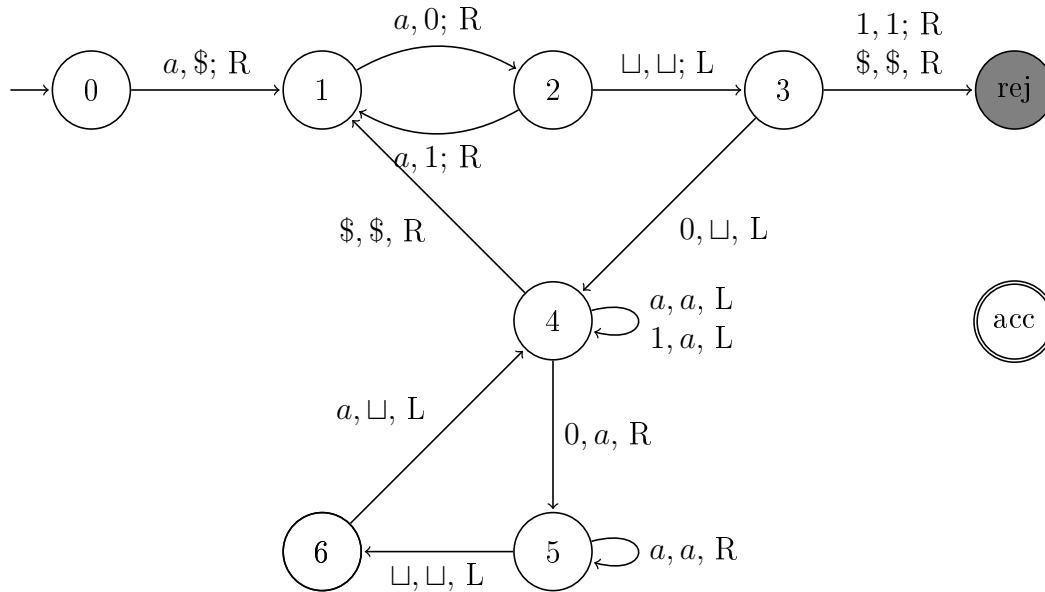 a, 0; R
1, 1; R
a, $; R
⊔, ⊔; L
$, $, R
0
1
2
3
rej
a, 1; R
$, $, R
0, ⊔, L
4
a, a, L
1, a, L
acc
a, ⊔, L
0, a, R
6
5
a, a, R
⊔, ⊔, L